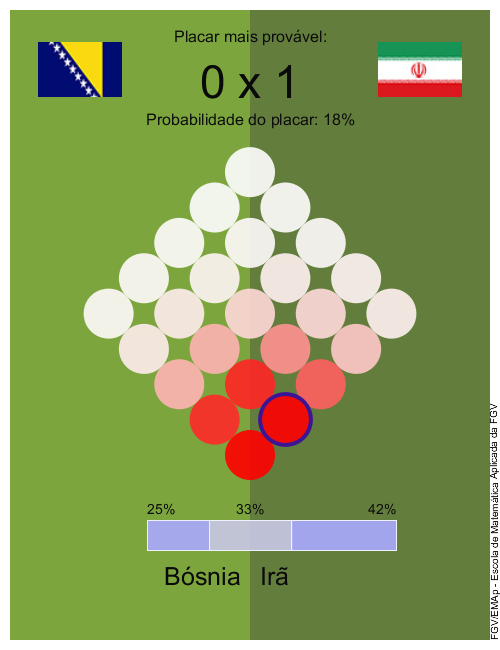 Placar mais provável:
0 x 1
Probabilidade do placar: 18%
25% 33% 42%
Bósnia Irã
FGV/EMAp - Escola de Matemática Aplicada da FGV